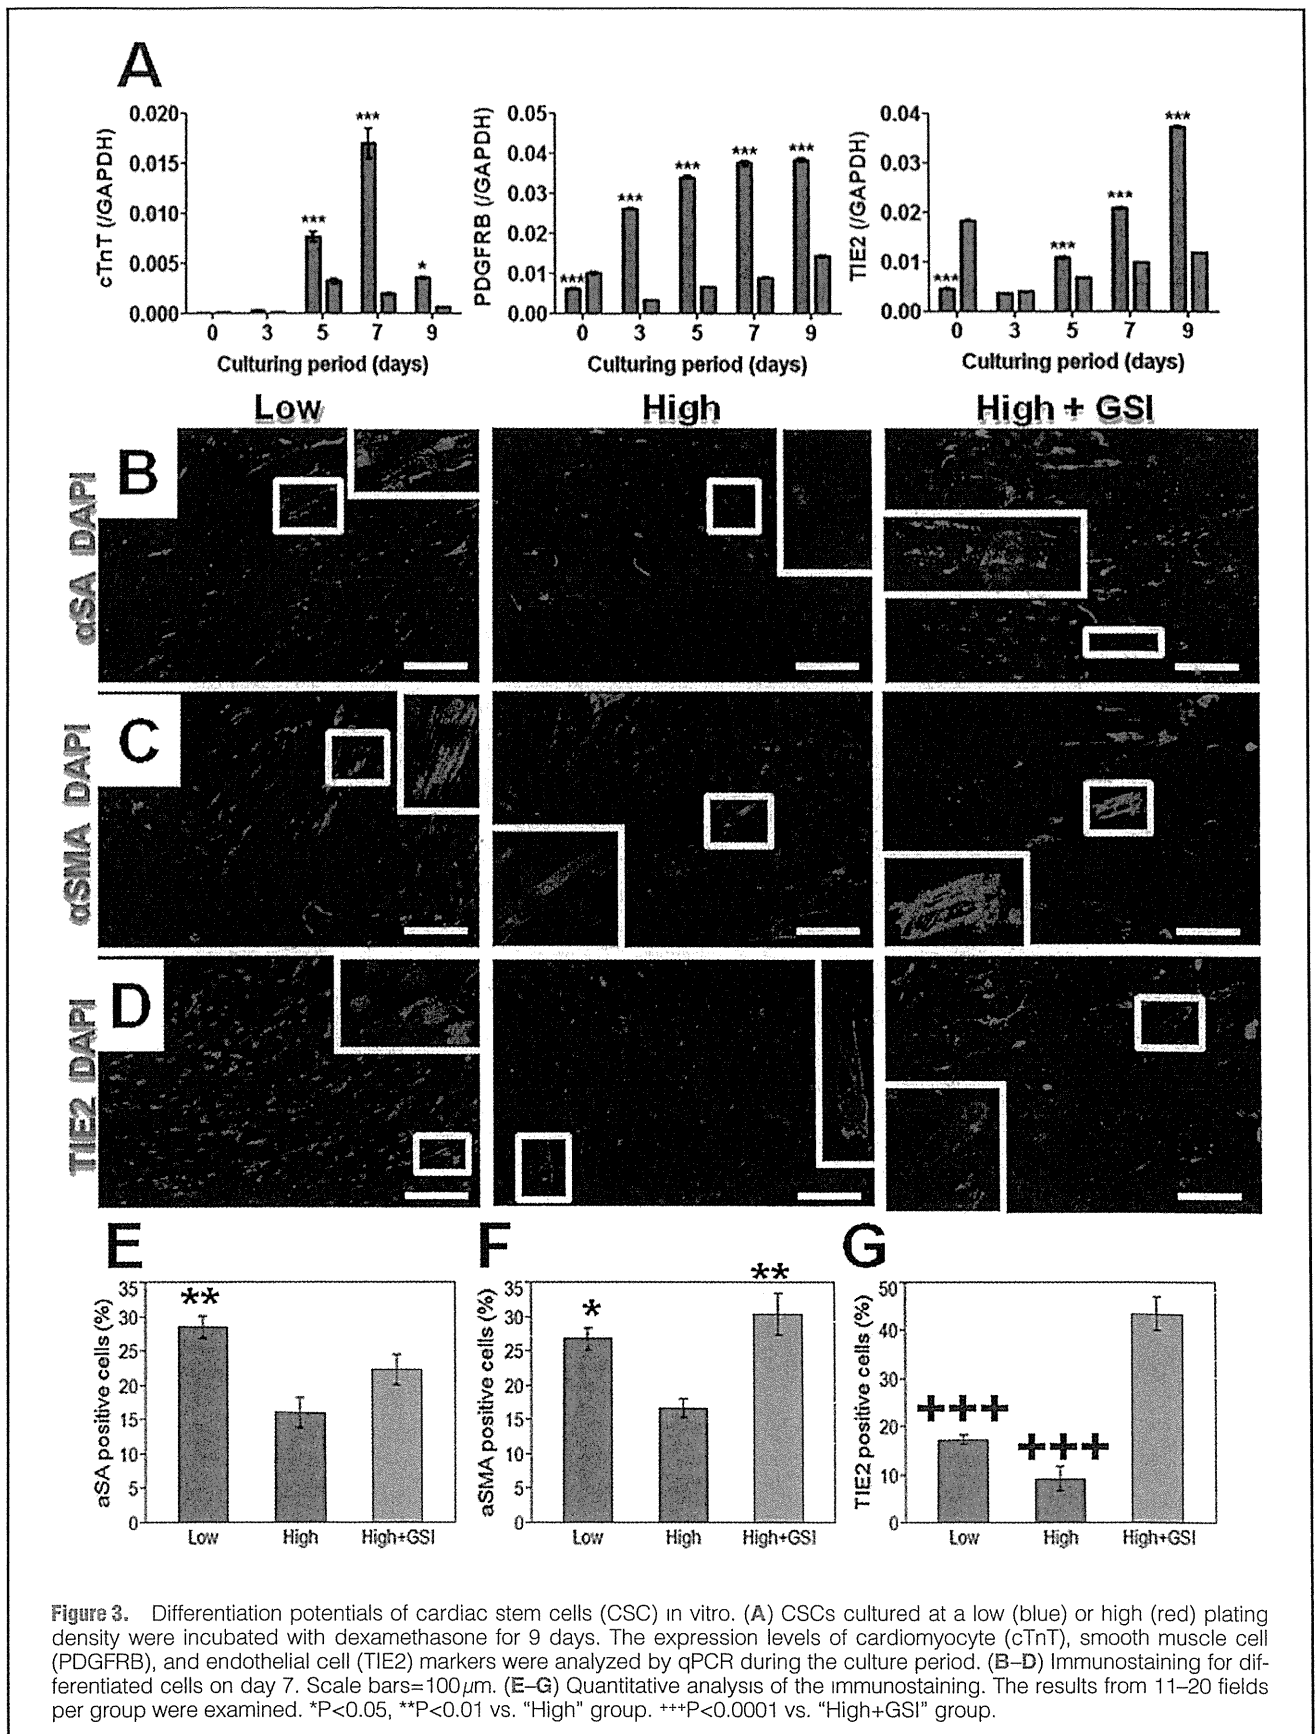 A
cTnT (/GAPDH)
0.020
0.015
0.010
0.005
0.000
***
***
*
0 3 5 7 9
Culturing period (days)
PDGFRB (/GAPDH)
0.05
0.04
0.03
0.02
0.01
0.00
***
***
***
***
***
0 3 5 7 9
Culturing period (days)
TIE2 (/GAPDH)
0.04
0.03
0.02
0.01
0.00
***
***
***
***
0 3 5 7 9
Culturing period (days)
Low High High + GSI
B
αSA DAPI
C
αSMA DAPI
D
TIE2 DAPI
E
aSA positive cells (%)
35
30
25
20
15
10
5
0
**
Low High High+GSI
F
aSMA positive cells (%)
35
30
25
20
15
10
5
0
*
**
Low High High+GSI
G
TIE2 positive cells (%)
50
40
30
20
10
0
+++
+++
Low High High+GSI
Figure 3. Differentiation potentials of cardiac stem cells (CSC) in vitro. (A) CSCs cultured at a low (blue) or high (red) plating
density were incubated with dexamethasone for 9 days. The expression levels of cardiomyocyte (cTnT), smooth muscle cell
(PDGFRB), and endothelial cell (TIE2) markers were analyzed by qPCR during the culture period. (B–D) Immunostaining for dif-
ferentiated cells on day 7. Scale bars=100μm. (E–G) Quantitative analysis of the immunostaining. The results from 11–20 fields
per group were examined. *P<0.05, **P<0.01 vs. “High” group. +++P<0.0001 vs. “High+GSI” group.